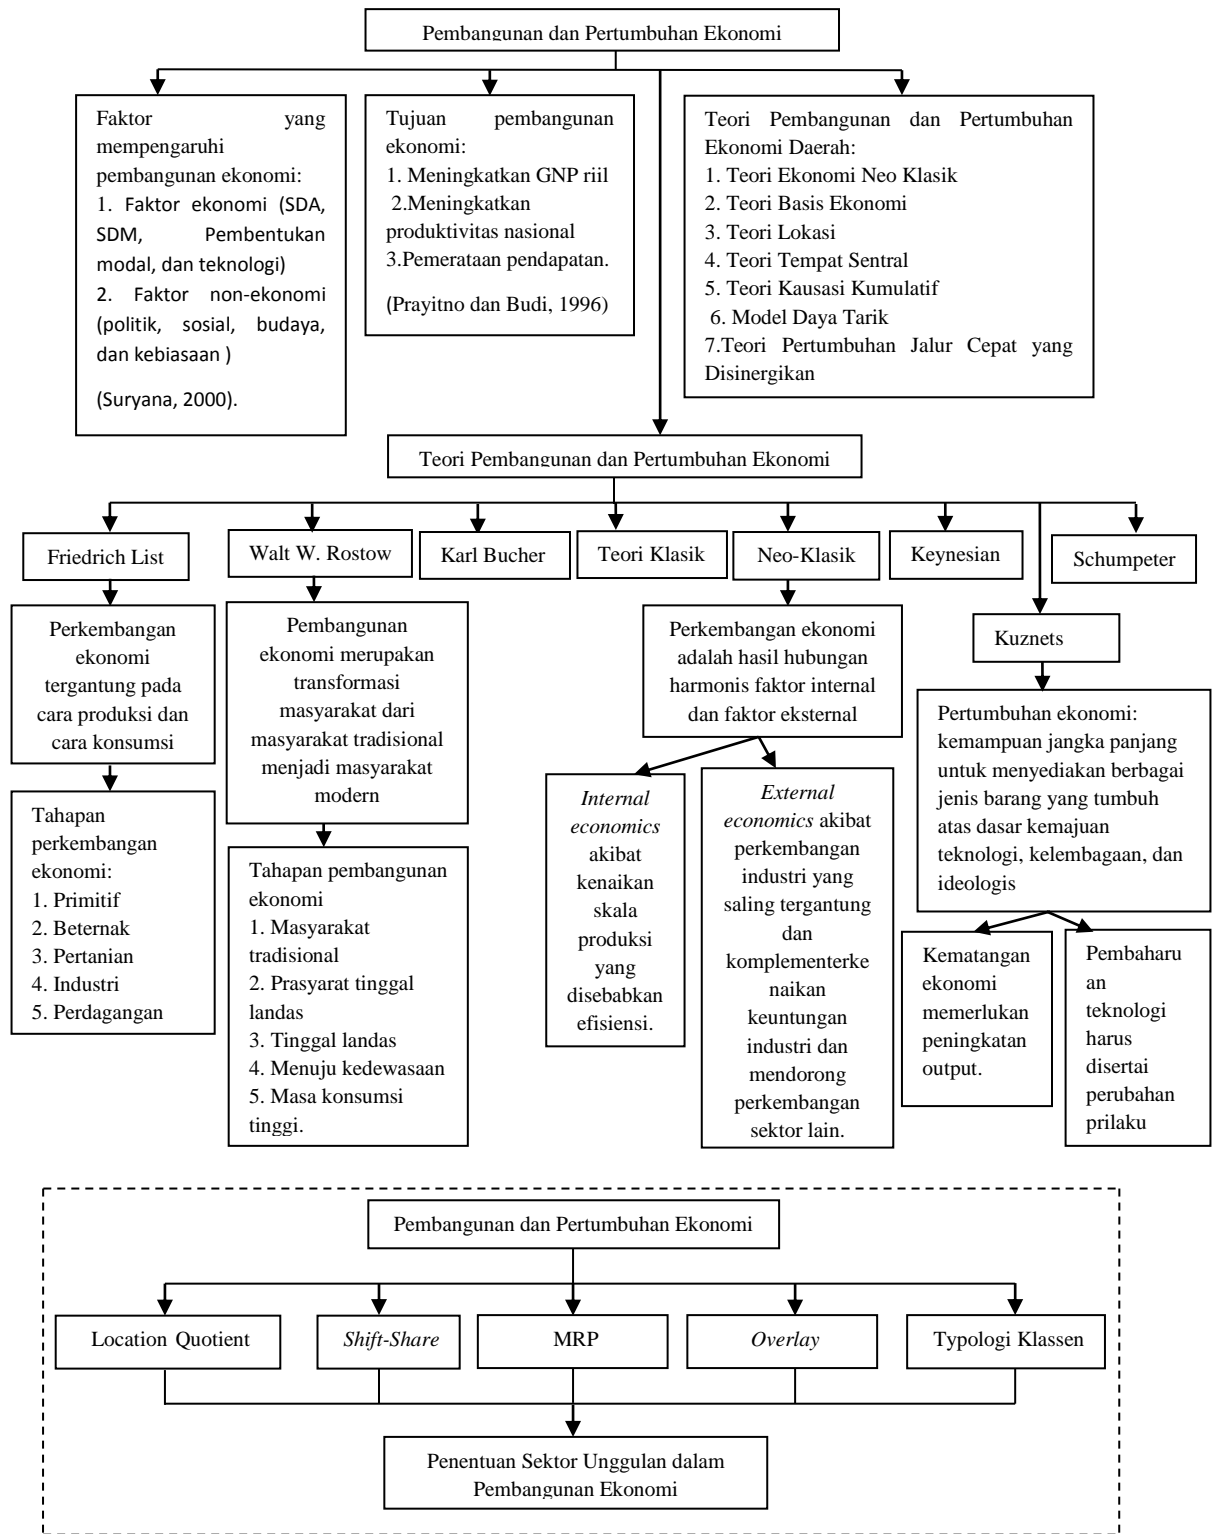 Pembangunan dan Pertumbuhan Ekonomi
Faktor yang
mempengaruhi
pembangunan ekonomi:
1. Faktor ekonomi (SDA,
SDM, Pembentukan
modal, dan teknologi)
2. Faktor non-ekonomi
(politik, sosial, budaya,
dan kebiasaan )
(Suryana, 2000).
Tujuan pembangunan
ekonomi:
1. Meningkatkan GNP riil
2.Meningkatkan
produktivitas nasional
3.Pemerataan pendapatan.
(Prayitno dan Budi, 1996)
Teori Pembangunan dan Pertumbuhan
Ekonomi Daerah:
1. Teori Ekonomi Neo Klasik
2. Teori Basis Ekonomi
3. Teori Lokasi
4. Teori Tempat Sentral
5. Teori Kausasi Kumulatif
6. Model Daya Tarik
7.Teori Pertumbuhan Jalur Cepat yang
Disinergikan
Teori Pembangunan dan Pertumbuhan Ekonomi
Friedrich List
Walt W. Rostow
Karl Bucher
Teori Klasik
Neo-Klasik
Keynesian
Schumpeter
Kuznets
Perkembangan
ekonomi
tergantung pada
cara produksi dan
cara konsumsi
Tahapan
perkembangan
ekonomi:
1. Primitif
2. Beternak
3. Pertanian
4. Industri
5. Perdagangan
Pembangunan
ekonomi merupakan
transformasi
masyarakat dari
masyarakat tradisional
menjadi masyarakat
modern
Tahapan pembangunan
ekonomi
1. Masyarakat
tradisional
2. Prasyarat tinggal
landas
3. Tinggal landas
4. Menuju kedewasaan
5. Masa konsumsi
tinggi.
Perkembangan ekonomi
adalah hasil hubungan
harmonis faktor internal
dan faktor eksternal
Internal
economics
akibat
kenaikan
skala
produksi
yang
disebabkan
efisiensi.
External
economics akibat
perkembangan
industri yang
saling tergantung
dan
komplementerke
naikan
keuntungan
industri dan
mendorong
perkembangan
sektor lain.
Pertumbuhan ekonomi:
kemampuan jangka panjang
untuk menyediakan berbagai
jenis barang yang tumbuh
atas dasar kemajuan
teknologi, kelembagaan, dan
ideologis
Kematangan
ekonomi
memerlukan
peningkatan
output.
Pembaharu
an
teknologi
harus
disertai
perubahan
prilaku
Pembangunan dan Pertumbuhan Ekonomi
Location Quotient
Shift-Share
MRP
Overlay
Typologi Klassen
Penentuan Sektor Unggulan dalam
Pembangunan Ekonomi